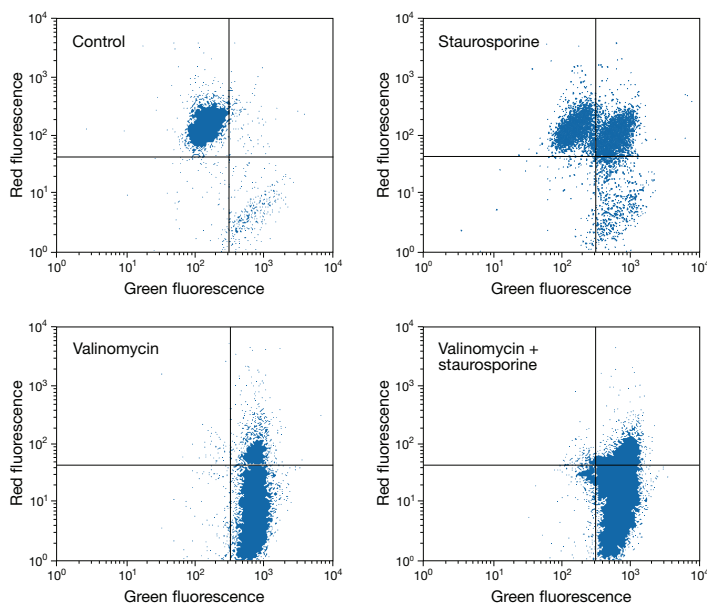 Control
Red fluorescence
10⁴
10³
10²
10¹
10⁰
10⁰ 10¹ 10² 10³ 10⁴
Green fluorescence
Staurosporine
Red fluorescence
10⁴
10³
10²
10¹
10⁰
10⁰ 10¹ 10² 10³ 10⁴
Green fluorescence
Valinomycin
Red fluorescence
10⁴
10³
10²
10¹
10⁰
10⁰ 10¹ 10² 10³ 10⁴
Green fluorescence
Valinomycin +
staurosporine
Red fluorescence
10⁴
10³
10²
10¹
10⁰
10⁰ 10¹ 10² 10³ 10⁴
Green fluorescence